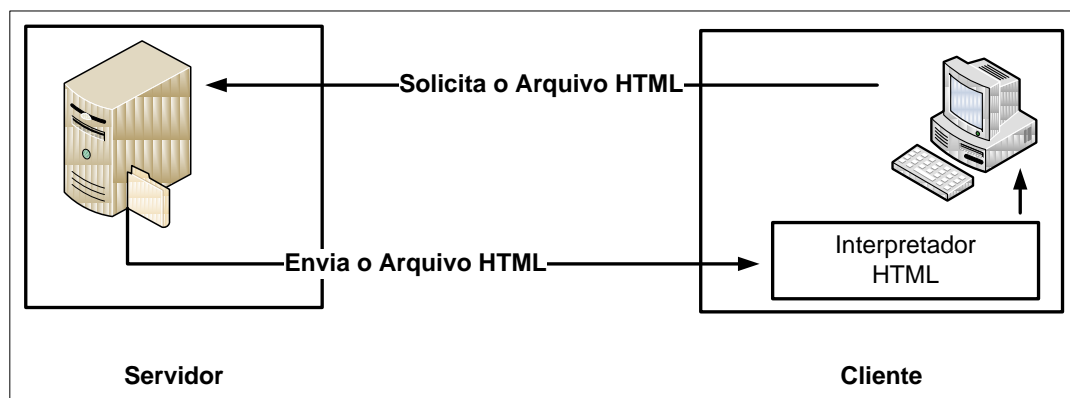 Solicita o Arquivo HTML
Envia o Arquivo HTML
Interpretador
HTML
Servidor
Cliente